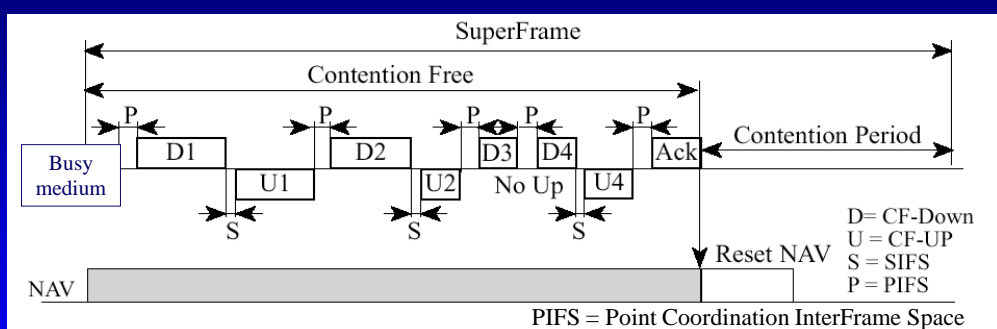 SuperFrame
Contention Free
P P P P P
D1 D2 D3 D4 Ack
Contention Period
Busy
medium
U1 U2 No Up U4
S S S
D= CF-Down
U = CF-UP
S = SIFS
P = PIFS
Reset NAV
NAV
PIFS = Point Coordination InterFrame Space